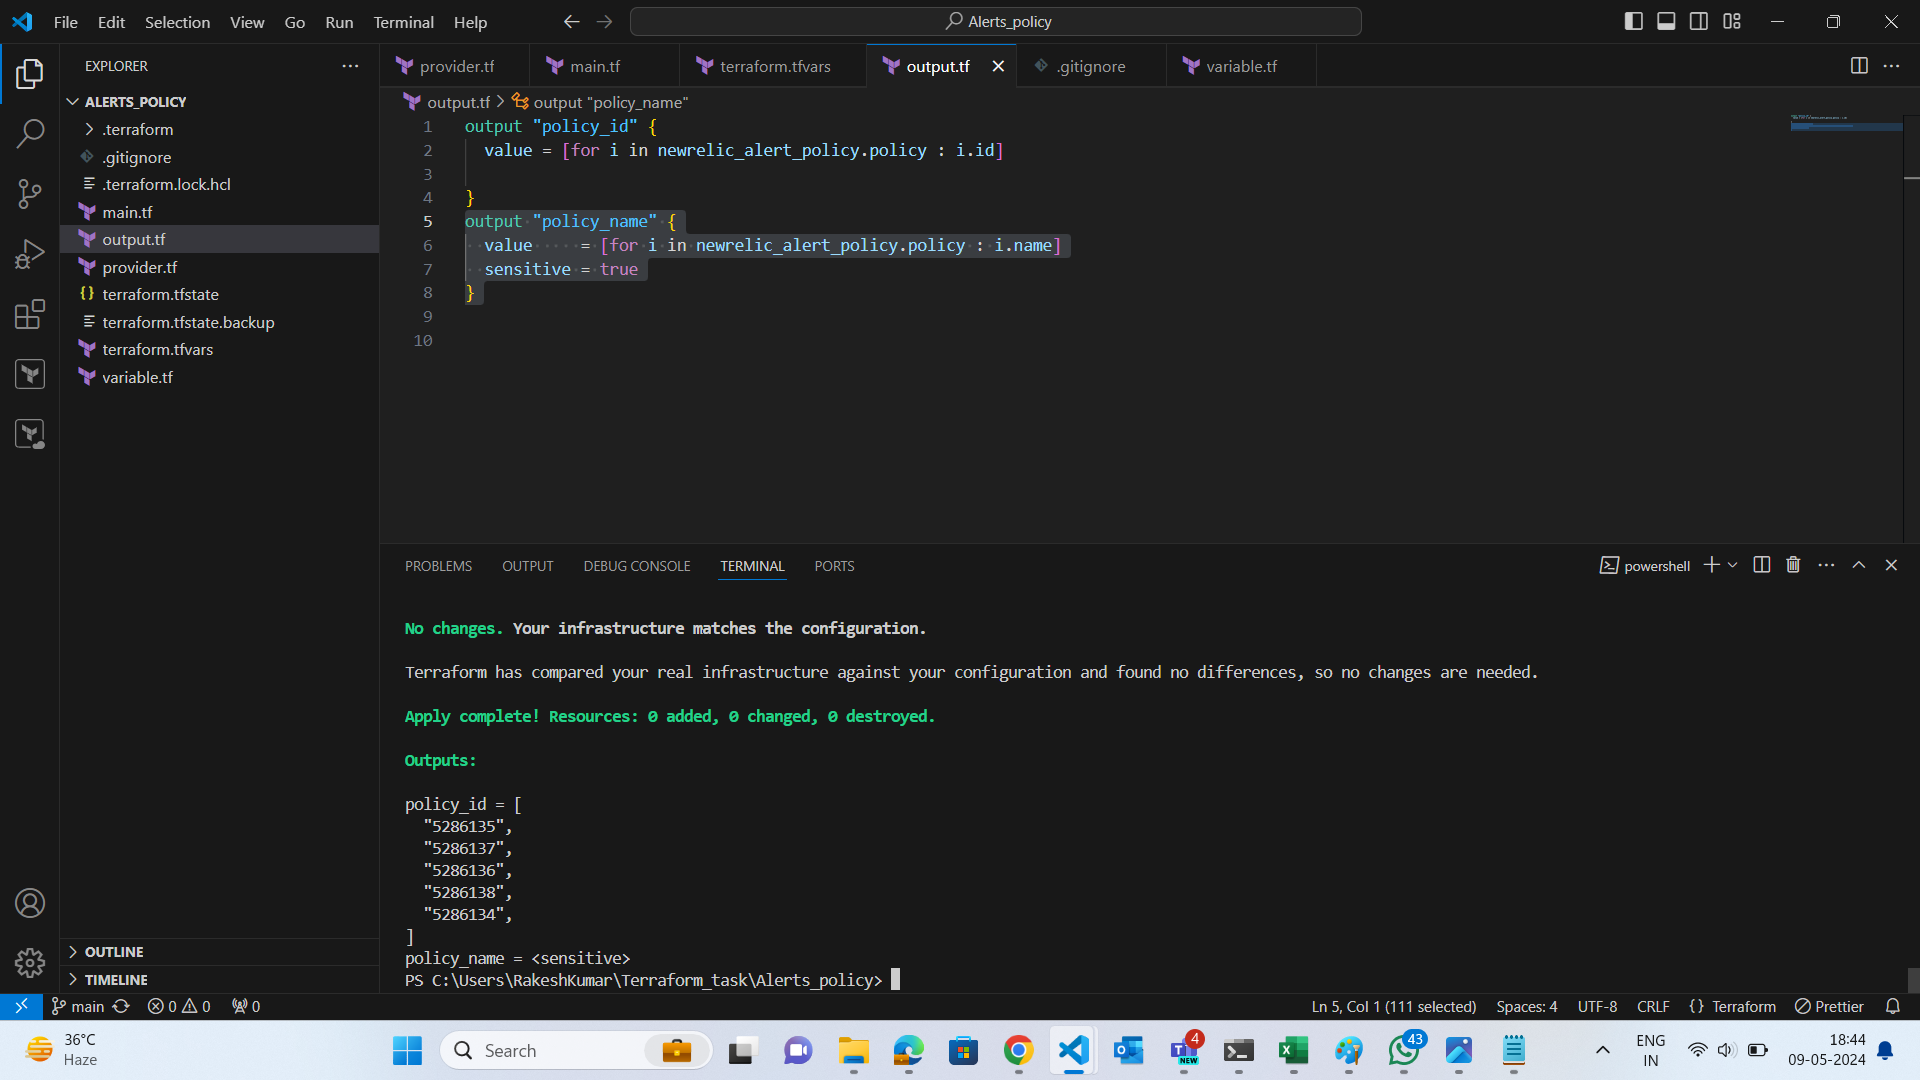 File Edit Selection View Go Run Terminal Help
Alerts_policy
EXPLORER
provider.tf
main.tf
terraform.tfvars
output.tf
.gitignore
variable.tf
ALERTS_POLICY
.terraform
.gitignore
.terraform.lock.hcl
main.tf
output.tf
provider.tf
terraform.tfstate
terraform.tfstate.backup
terraform.tfvars
variable.tf
OUTLINE
TIMELINE
output.tf > output "policy_name"
1 output "policy_id" {
2 value = [for i in newrelic_alert_policy.policy : i.id]
3
4 }
5 output "policy_name" {
6 value = [for i in newrelic_alert_policy.policy : i.name]
7 sensitive = true
8 }
9
10
PROBLEMS OUTPUT DEBUG CONSOLE TERMINAL PORTS
powershell
No changes. Your infrastructure matches the configuration.
Terraform has compared your real infrastructure against your configuration and found no differences, so no changes are needed.
Apply complete! Resources: 0 added, 0 changed, 0 destroyed.
Outputs:
policy_id = [
"5286135",
"5286137",
"5286136",
"5286138",
"5286134",
]
policy_name = <sensitive>
PS C:\Users\RakeshKumar\Terraform_task\Alerts_policy>
main 0 0 0
Ln 5, Col 1 (111 selected) Spaces: 4 UTF-8 CRLF {} Terraform Prettier
36°C
Haze
Search
NEW
4
43
ENG
IN
18:44
09-05-2024